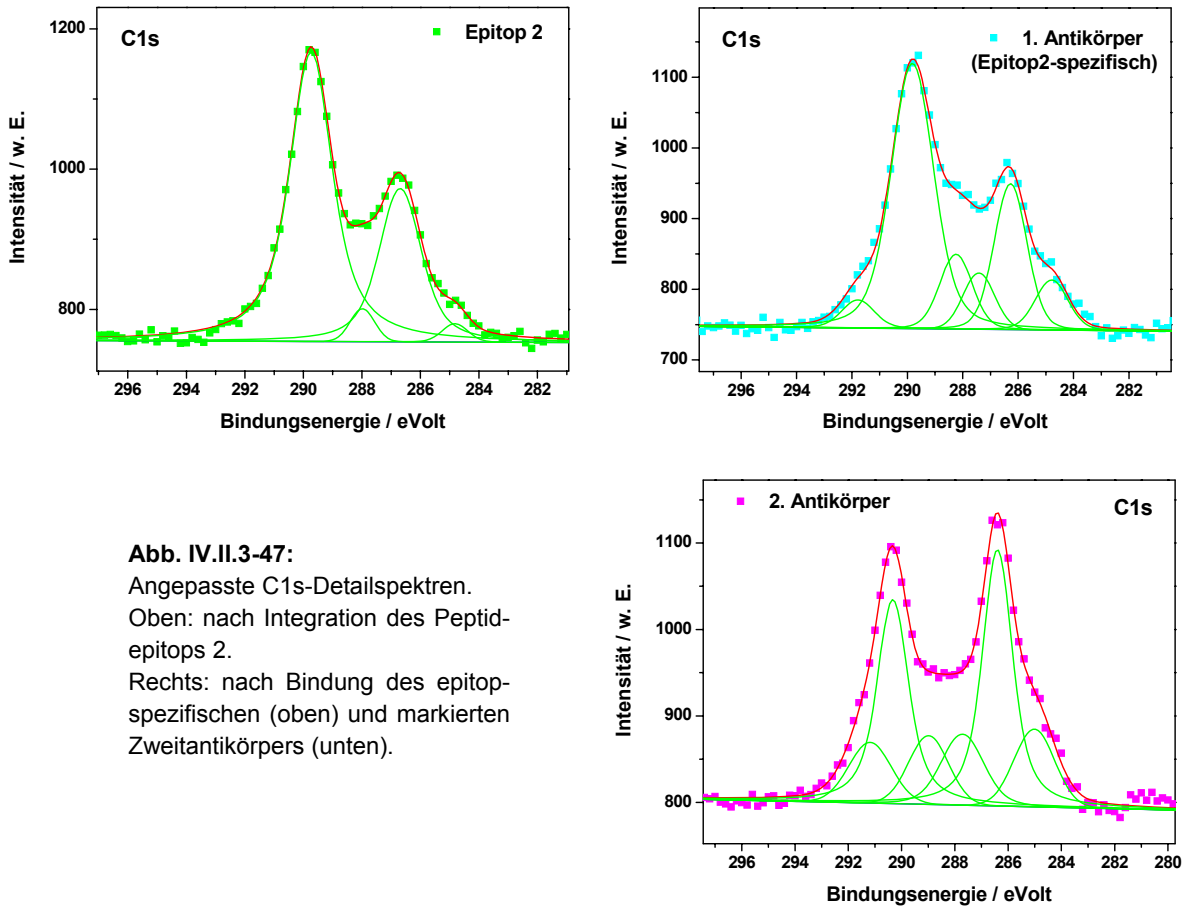 C1s
Epitop 2
1200
1000
800
Intensität / w. E.
296 294 292 290 288 286 284 282
Bindungsenergie / eVolt
C1s
1. Antikörper
(Epitop2-spezifisch)
1100
1000
900
800
700
Intensität / w. E.
296 294 292 290 288 286 284 282
Bindungsenergie / eVolt
Abb. IV.II.3-47:
Angepasste C1s-Detailspektren.
Oben: nach Integration des Peptid-
epitops 2.
Rechts: nach Bindung des epitop-
spezifischen (oben) und markierten
Zweitantikörpers (unten).
2. Antikörper
C1s
1100
1000
900
800
Intensität / w. E.
296 294 292 290 288 286 284 282 280
Bindungsenergie / eVolt